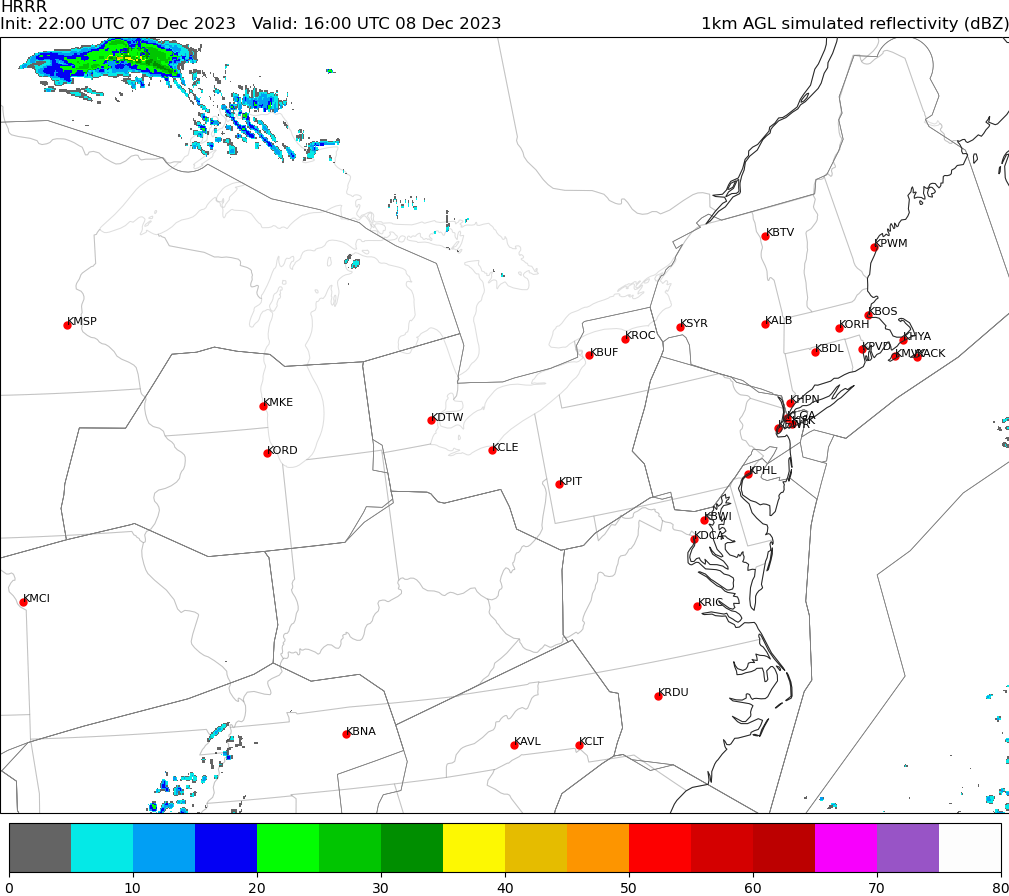 HRRR
Init: 22:00 UTC 07 Dec 2023   Valid: 16:00 UTC 08 Dec 2023   1km AGL simulated reflectivity (dBZ)
KBTV
KPWM
KBOS
KMSP
KSYR
KALB
KORH
KROC
KHYA
KBUF
KBDL
KPVD
KACK
KMKE
KHPN
KDTW
KLGA
KORD
KCLE
KPHL
KPIT
KBWI
KDCA
KMCI
KRIC
KRDU
KBNA
KAVL
KCLT
0 10 20 30 40 50 60 70 80